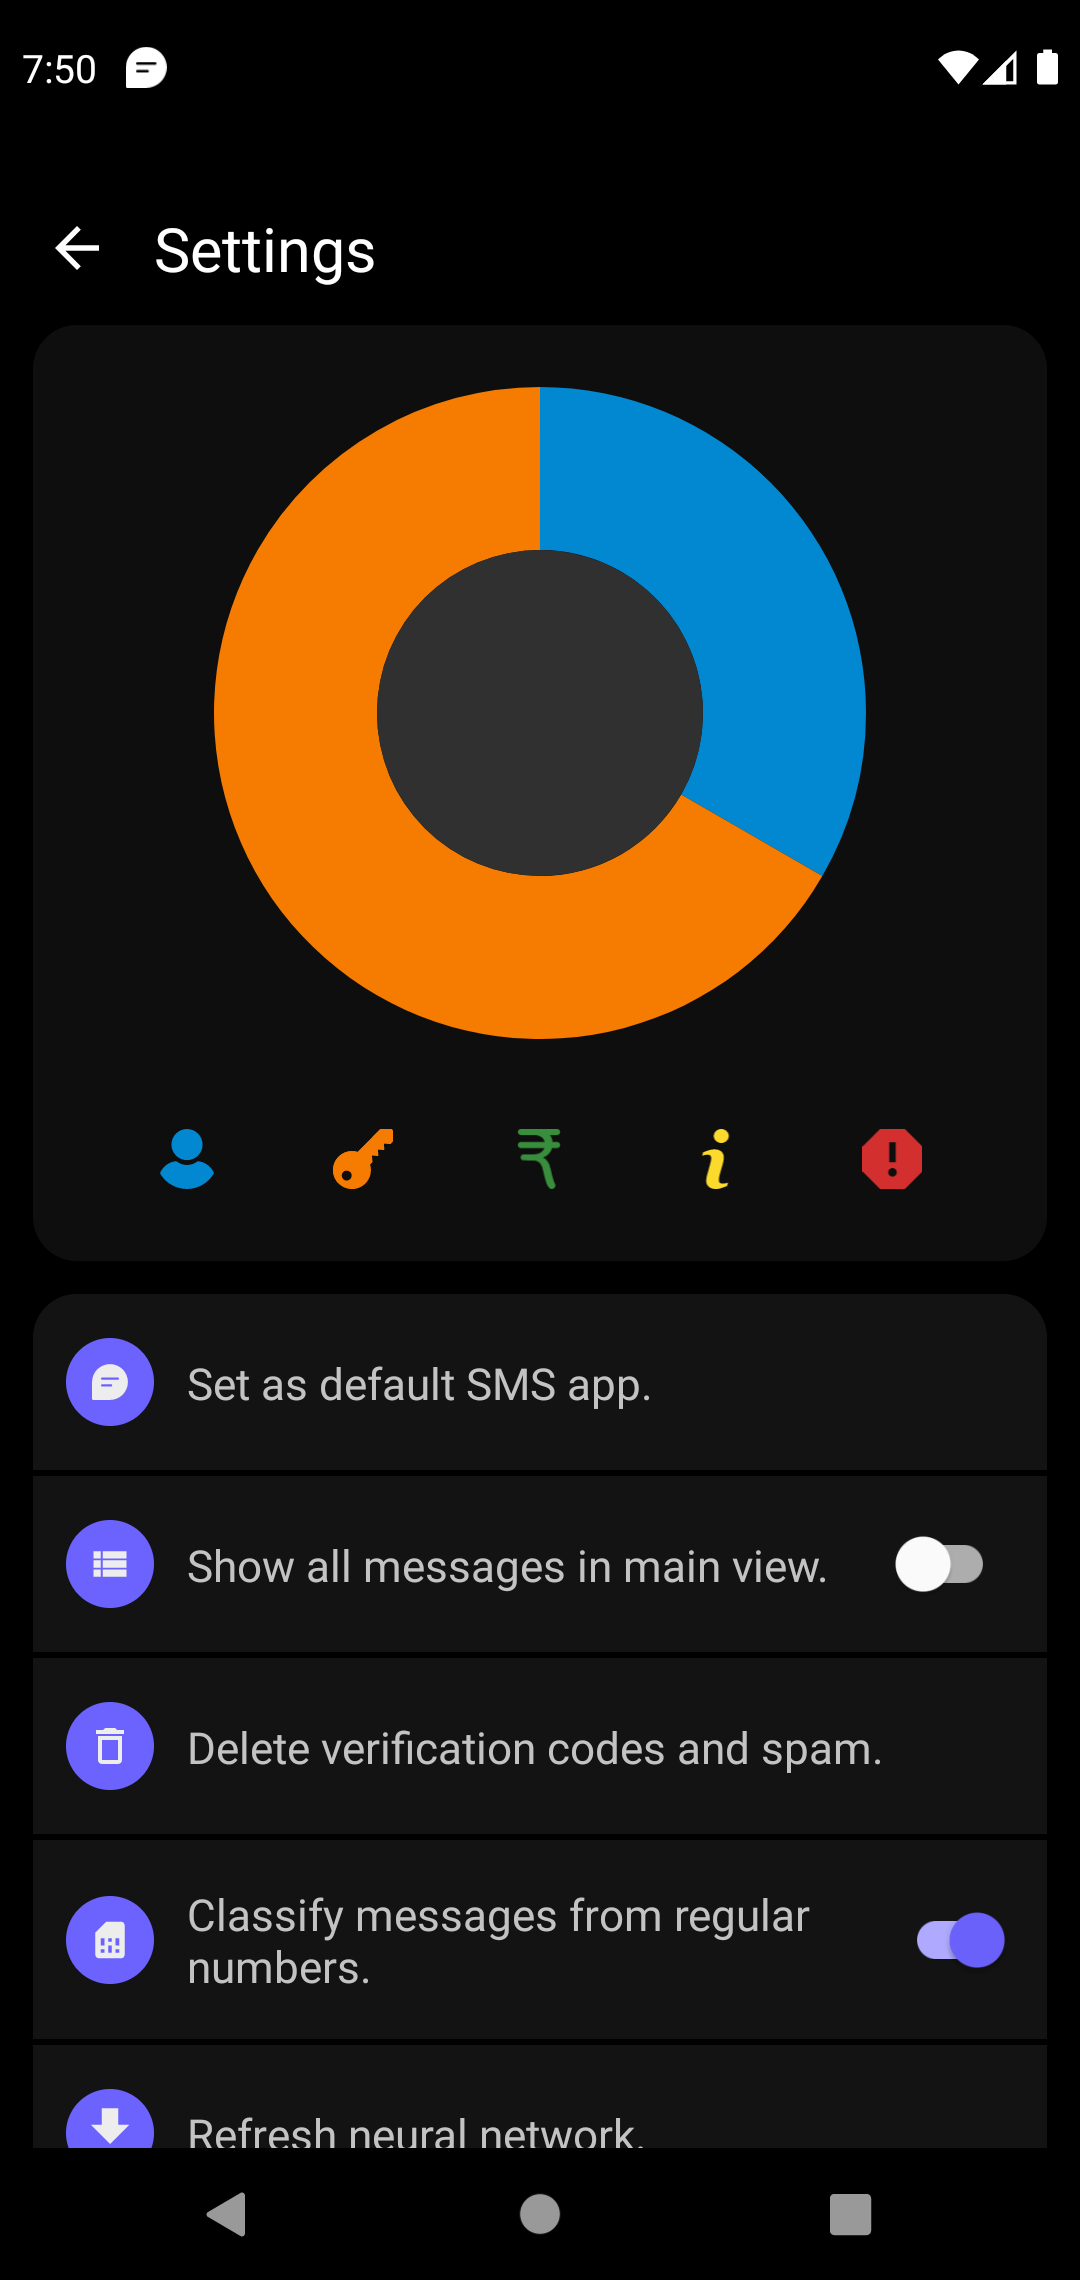 7:50
Settings
Set as default SMS app.
Show all messages in main view.
Delete verification codes and spam.
Classify messages from regular
numbers.
Refresh neural network.